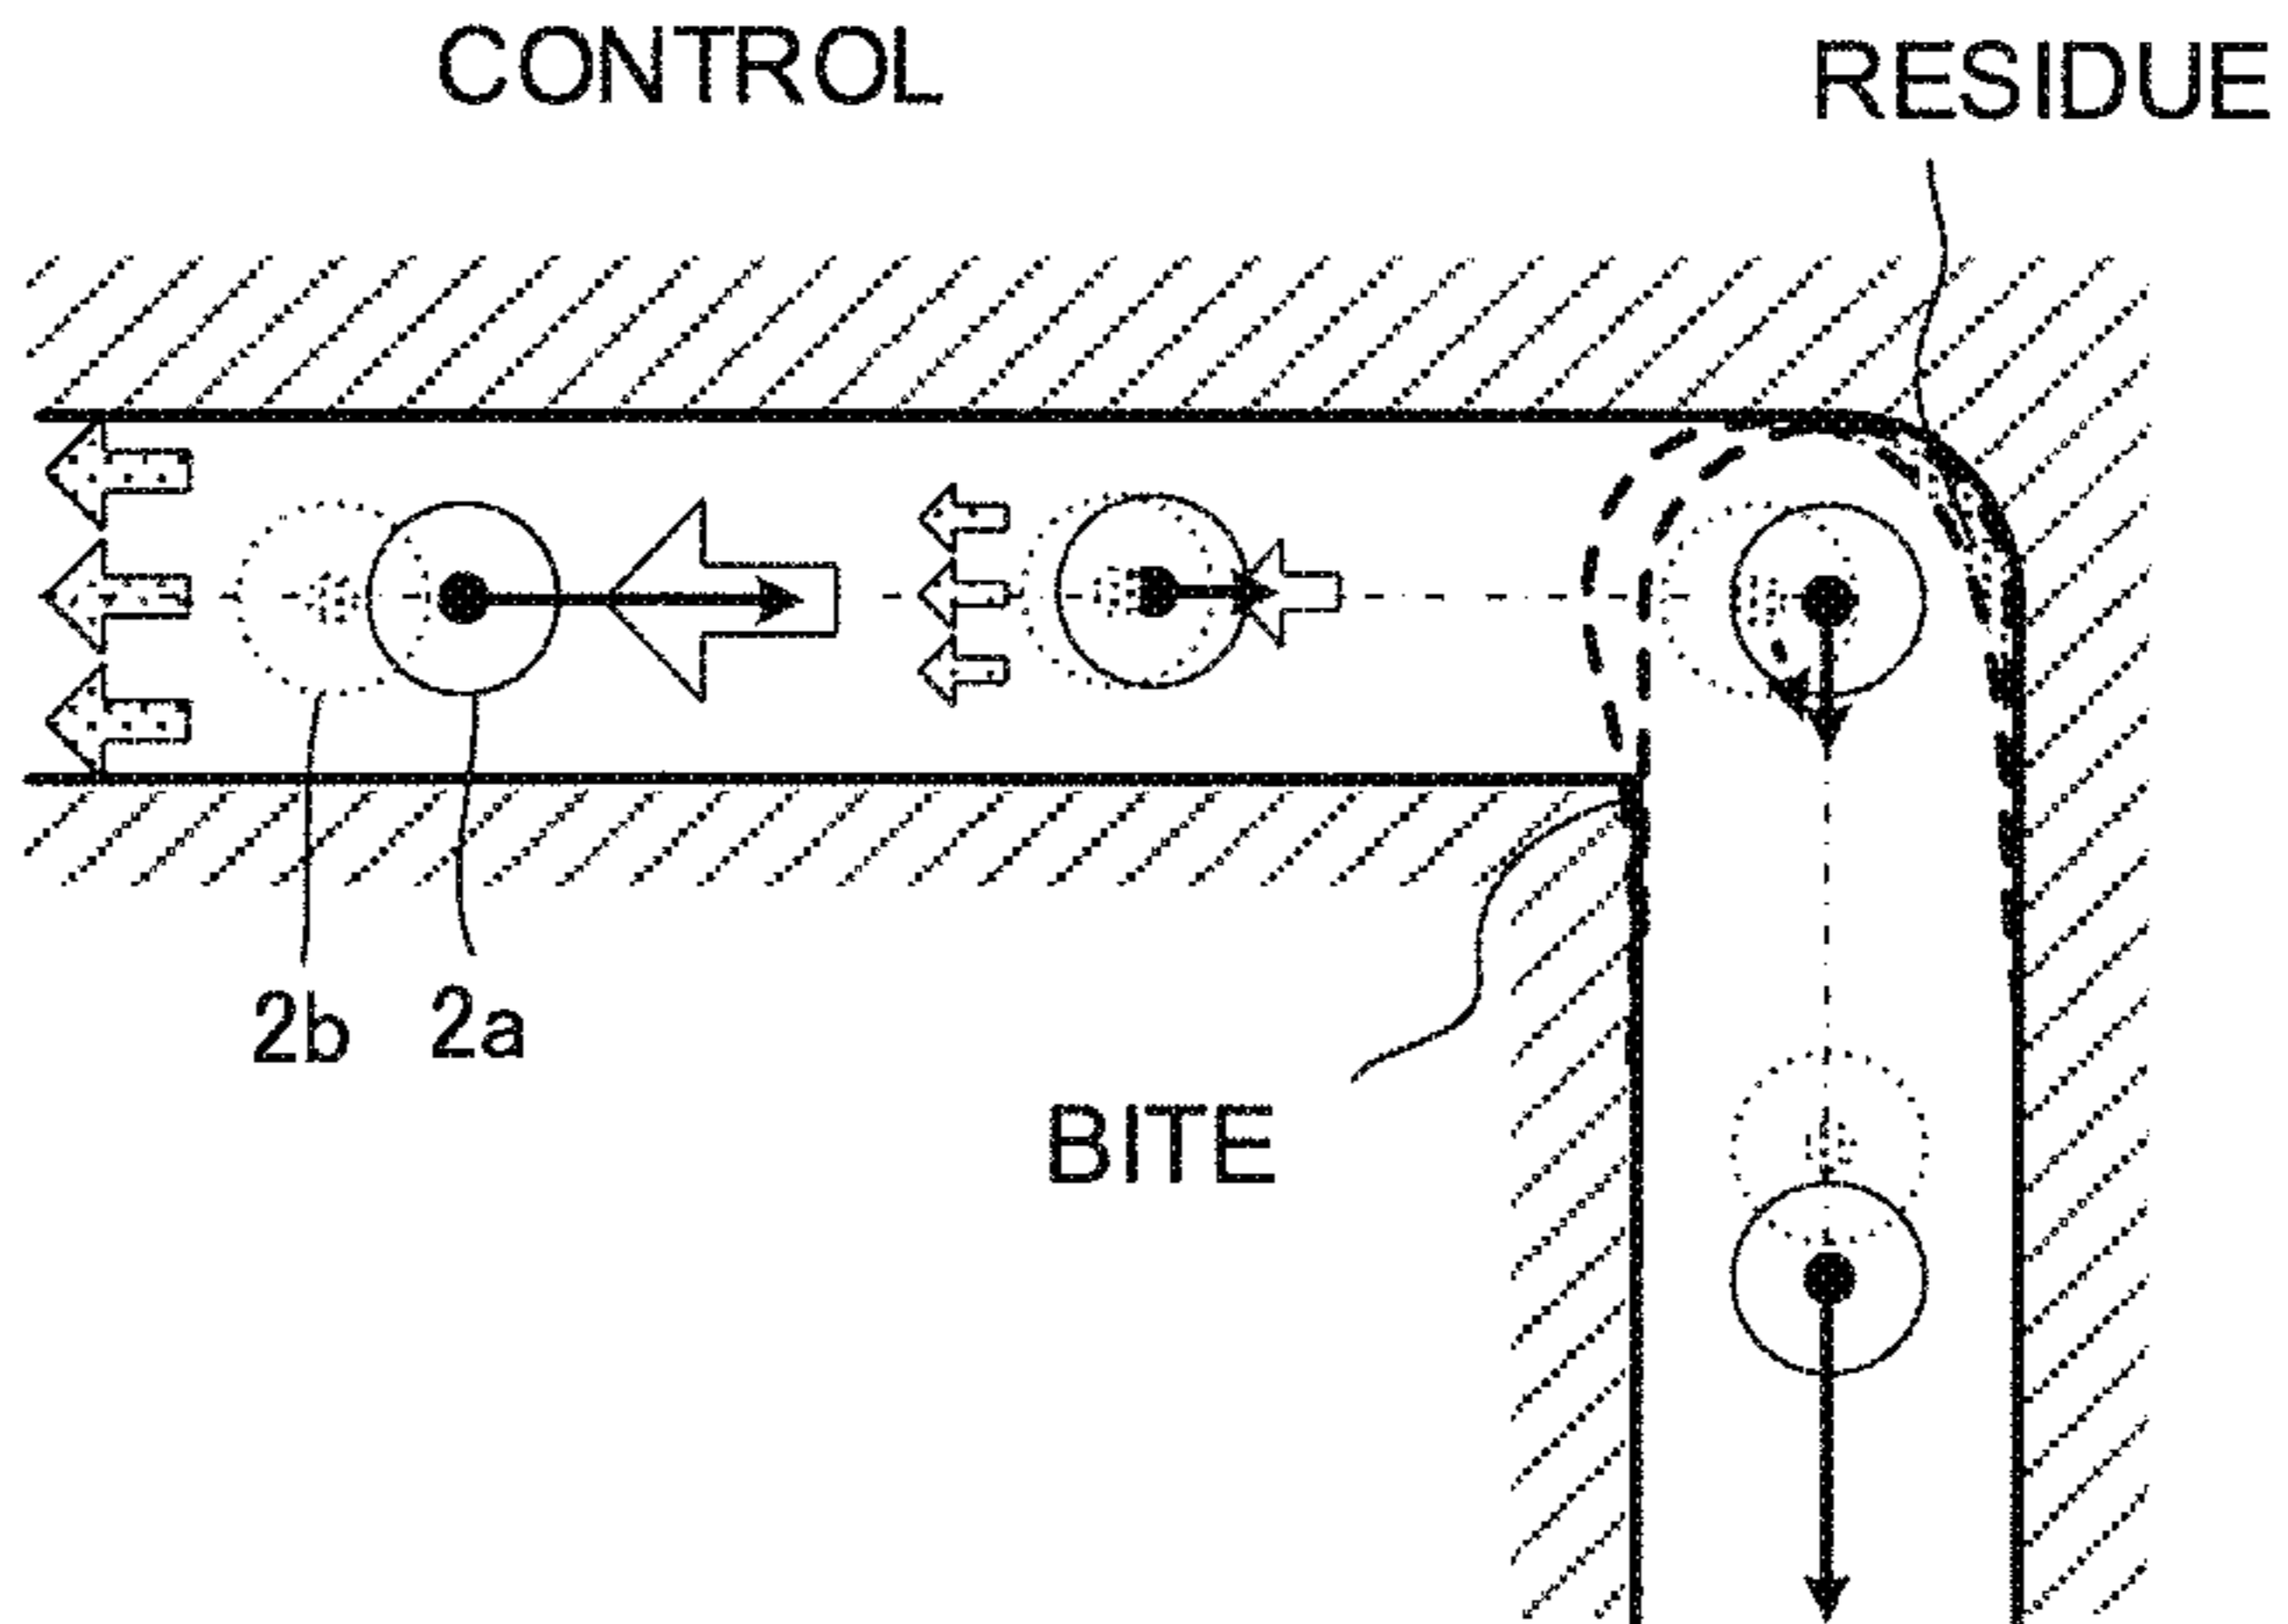 CONTROL
RESIDUE
2b
2a
BITE